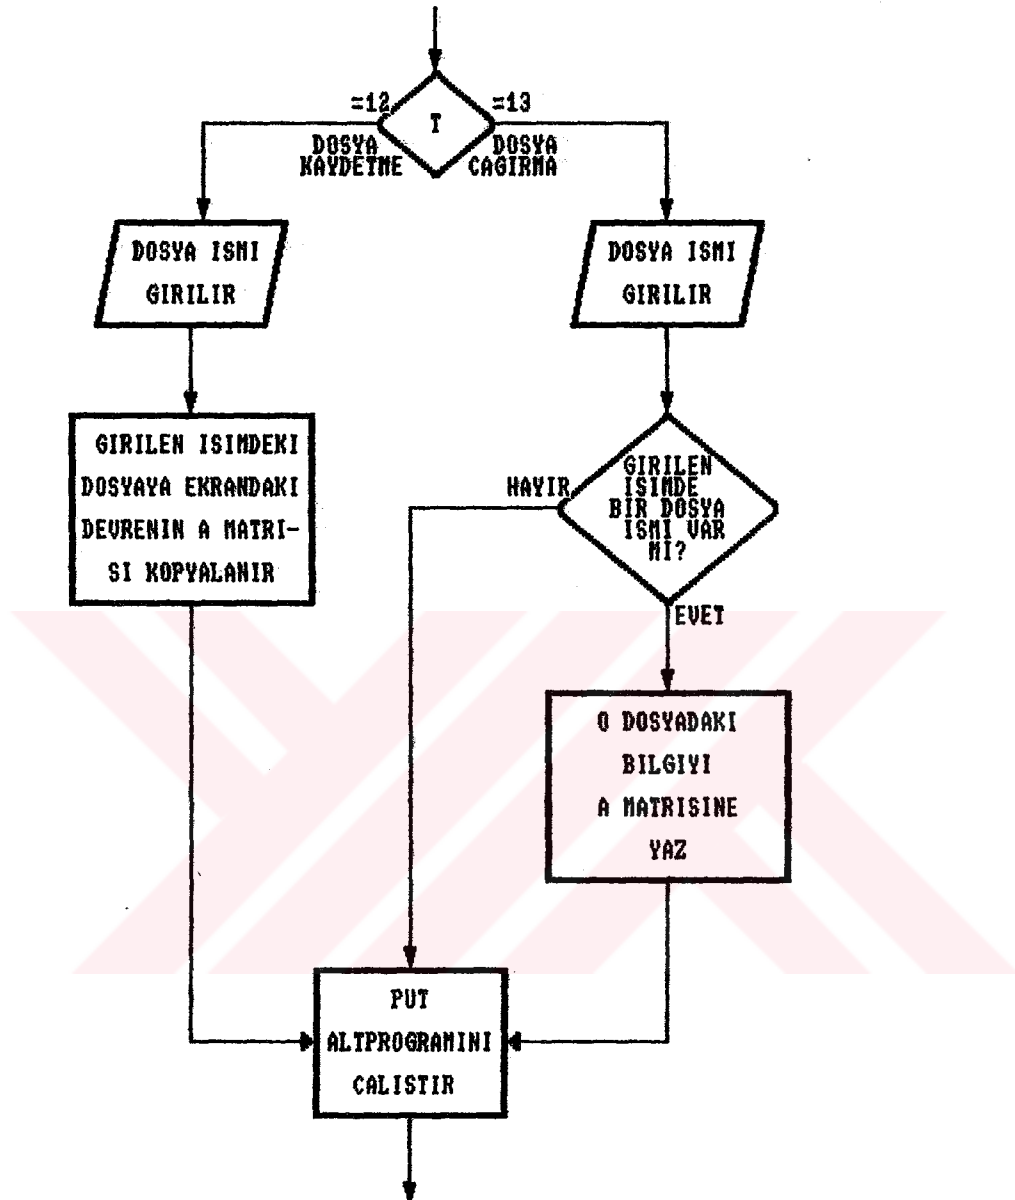 =12
=13
T
DOSYA
KAYDETME
DOSYA
CAGIRMA
DOSYA ISMI
GIRILIR
DOSYA ISMI
GIRILIR
GIRILEN ISIMDEKI
DOSYAYA EKRANDAKI
DEVRENIN A MATRI-
SI KOPYALANIR
HAYIR
GIRILEN
ISIMDE
BIR DOSYA
ISMI VAR
MI?
EVET
O DOSYADAKI
BILGIYI
A MATRISINE
YAZ
PUT
ALTPROGRAMINI
CALISTIR